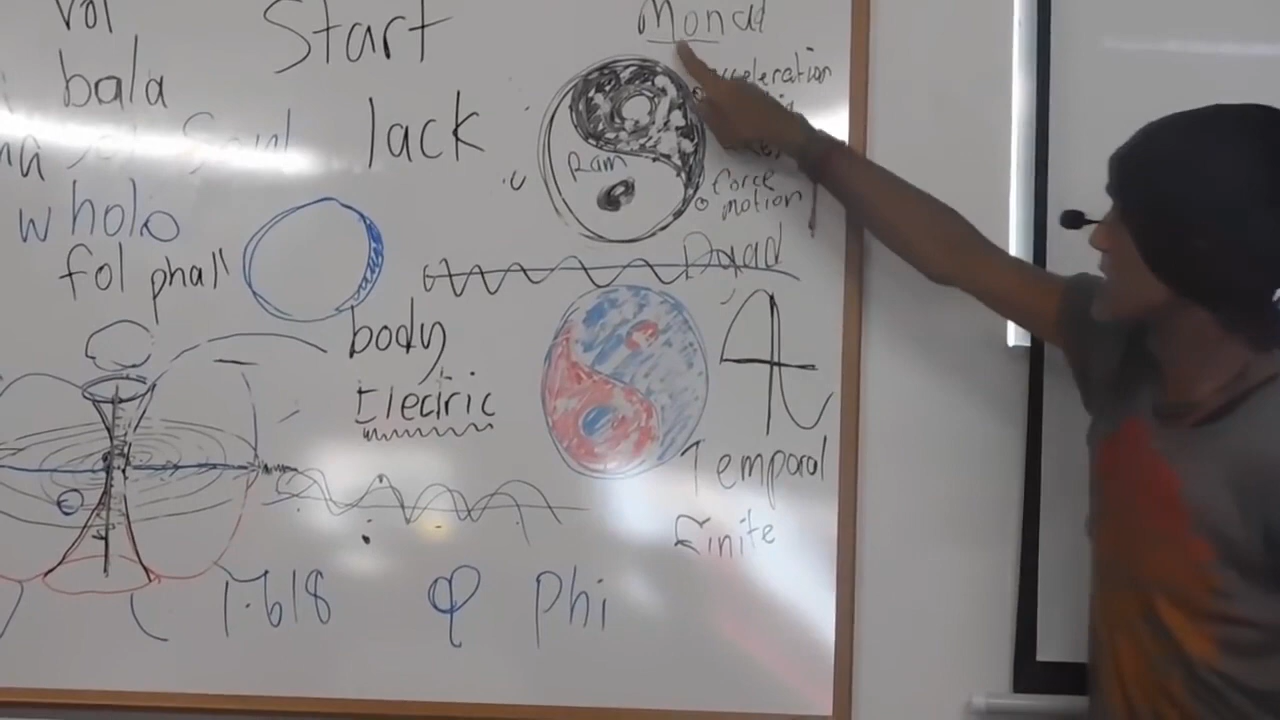 Vol
bala
Start
lack
whole
fol phall
body
Electric
1.618 φ Phi
Monad
acceleration
Ram
force
motion
Dyad
Temporal
finite